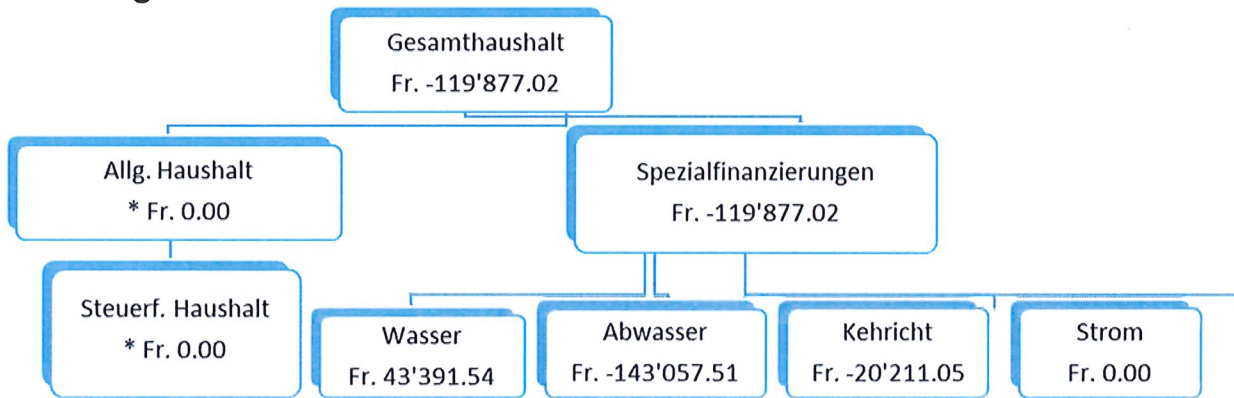 Gesamthaushalt
Fr. -119'877.02
Allg. Haushalt
* Fr. 0.00
Spezialfinanzierungen
Fr. -119'877.02
Steuerf. Haushalt
* Fr. 0.00
Wasser
Fr. 43'391.54
Abwasser
Fr. -143'057.51
Kehricht
Fr. -20'211.05
Strom
Fr. 0.00